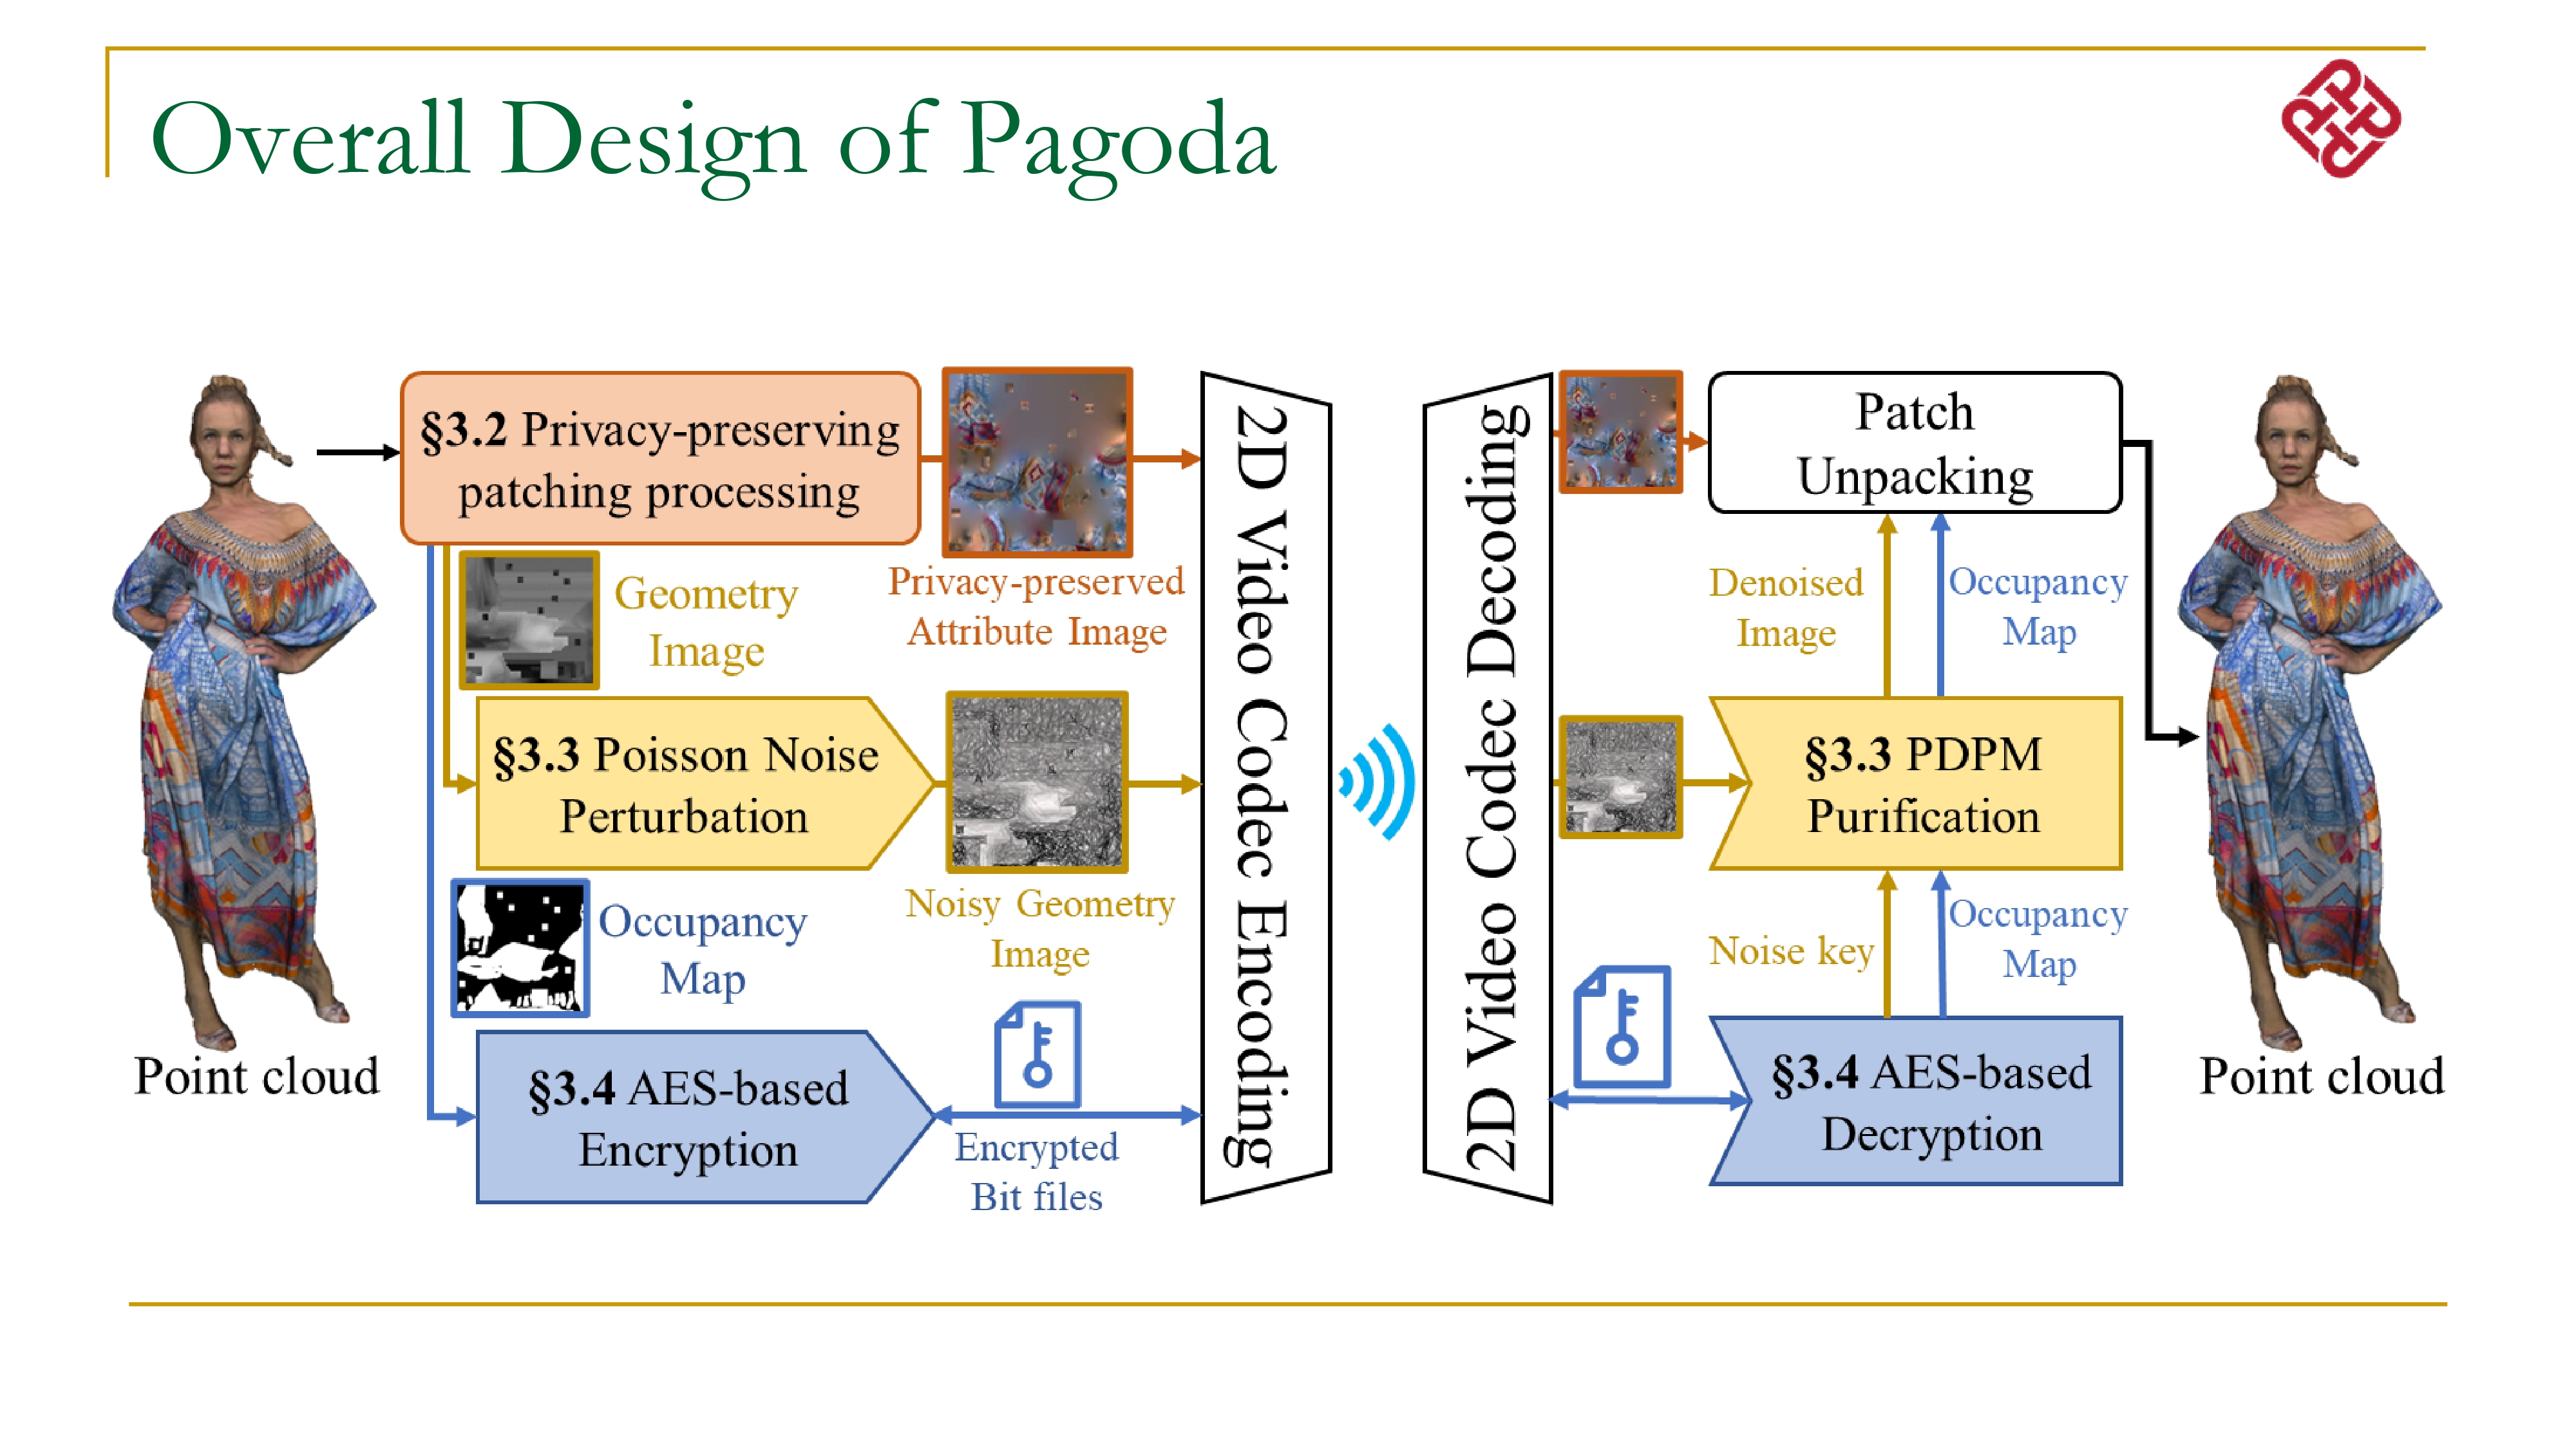 Overall Design of Pagoda
§3.2 Privacy-preserving
patching processing
Geometry
Image
Privacy-preserved
Attribute Image
§3.3 Poisson Noise
Perturbation
Noisy Geometry
Image
Occupancy
Map
§3.4 AES-based
Encryption
Encrypted
Bit files
Point cloud
2D Video Codec Encoding
2D Video Codec Decoding
Patch
Unpacking
Denoised
Image
Occupancy
Map
§3.3 PDPM
Purification
Noise key
Occupancy
Map
§3.4 AES-based
Decryption
Point cloud